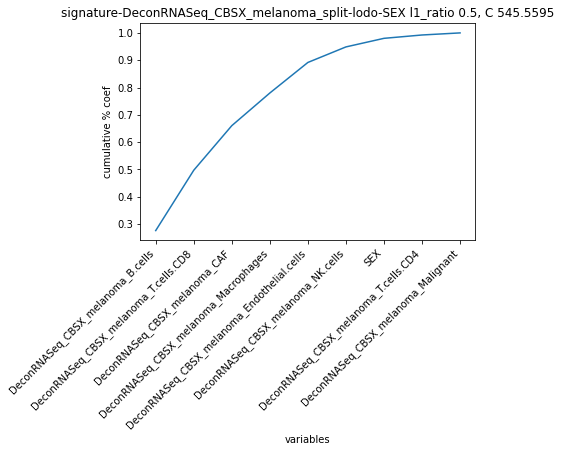 signature-DeconRNASeq_CBSX_melanoma_split-lodo-SEX l1_ratio 0.5, C 545.5595
cumulative % coef
1.0
0.9
0.8
0.7
0.6
0.5
0.4
0.3
DeconRNASeq_CBSX_melanoma_B.cells
DeconRNASeq_CBSX_melanoma_T.cells.CD8
DeconRNASeq_CBSX_melanoma_CAF
DeconRNASeq_CBSX_melanoma_Macrophages
DeconRNASeq_CBSX_melanoma_Endothelial.cells
DeconRNASeq_CBSX_melanoma_NK.cells
SEX
DeconRNASeq_CBSX_melanoma_T.cells.CD4
DeconRNASeq_CBSX_melanoma_Malignant
variables